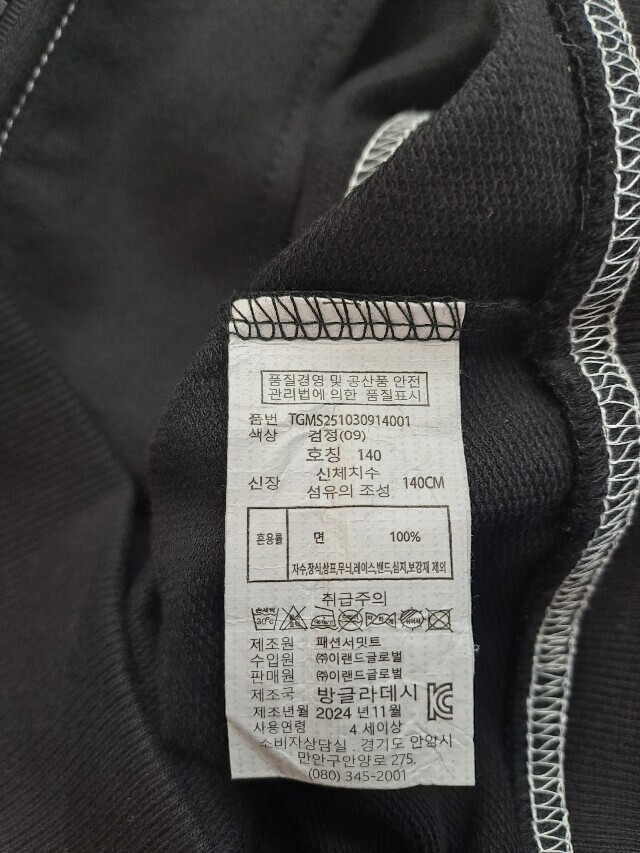 품질경영 및 공산품 안전
관리법에 의한 품질표시
품번 TGMS251030914001
색상 검정(09)
호칭 140
신체치수
신장 140CM
섬유의 조성
혼용률 면 100%
자수,장식,상표,무늬,레이스,밴드,심지,보강재 제외
취급주의
손세탁
30℃
제조원 패션서밋트
수입원 ㈜이랜드글로벌
판매원 ㈜이랜드글로벌
제조국 방글라데시
제조년월 2024 년11월
사용연령 4 세이상
소비자상담실 : 경기도 안양시
만안구안양로 275.
(080) 345-2001